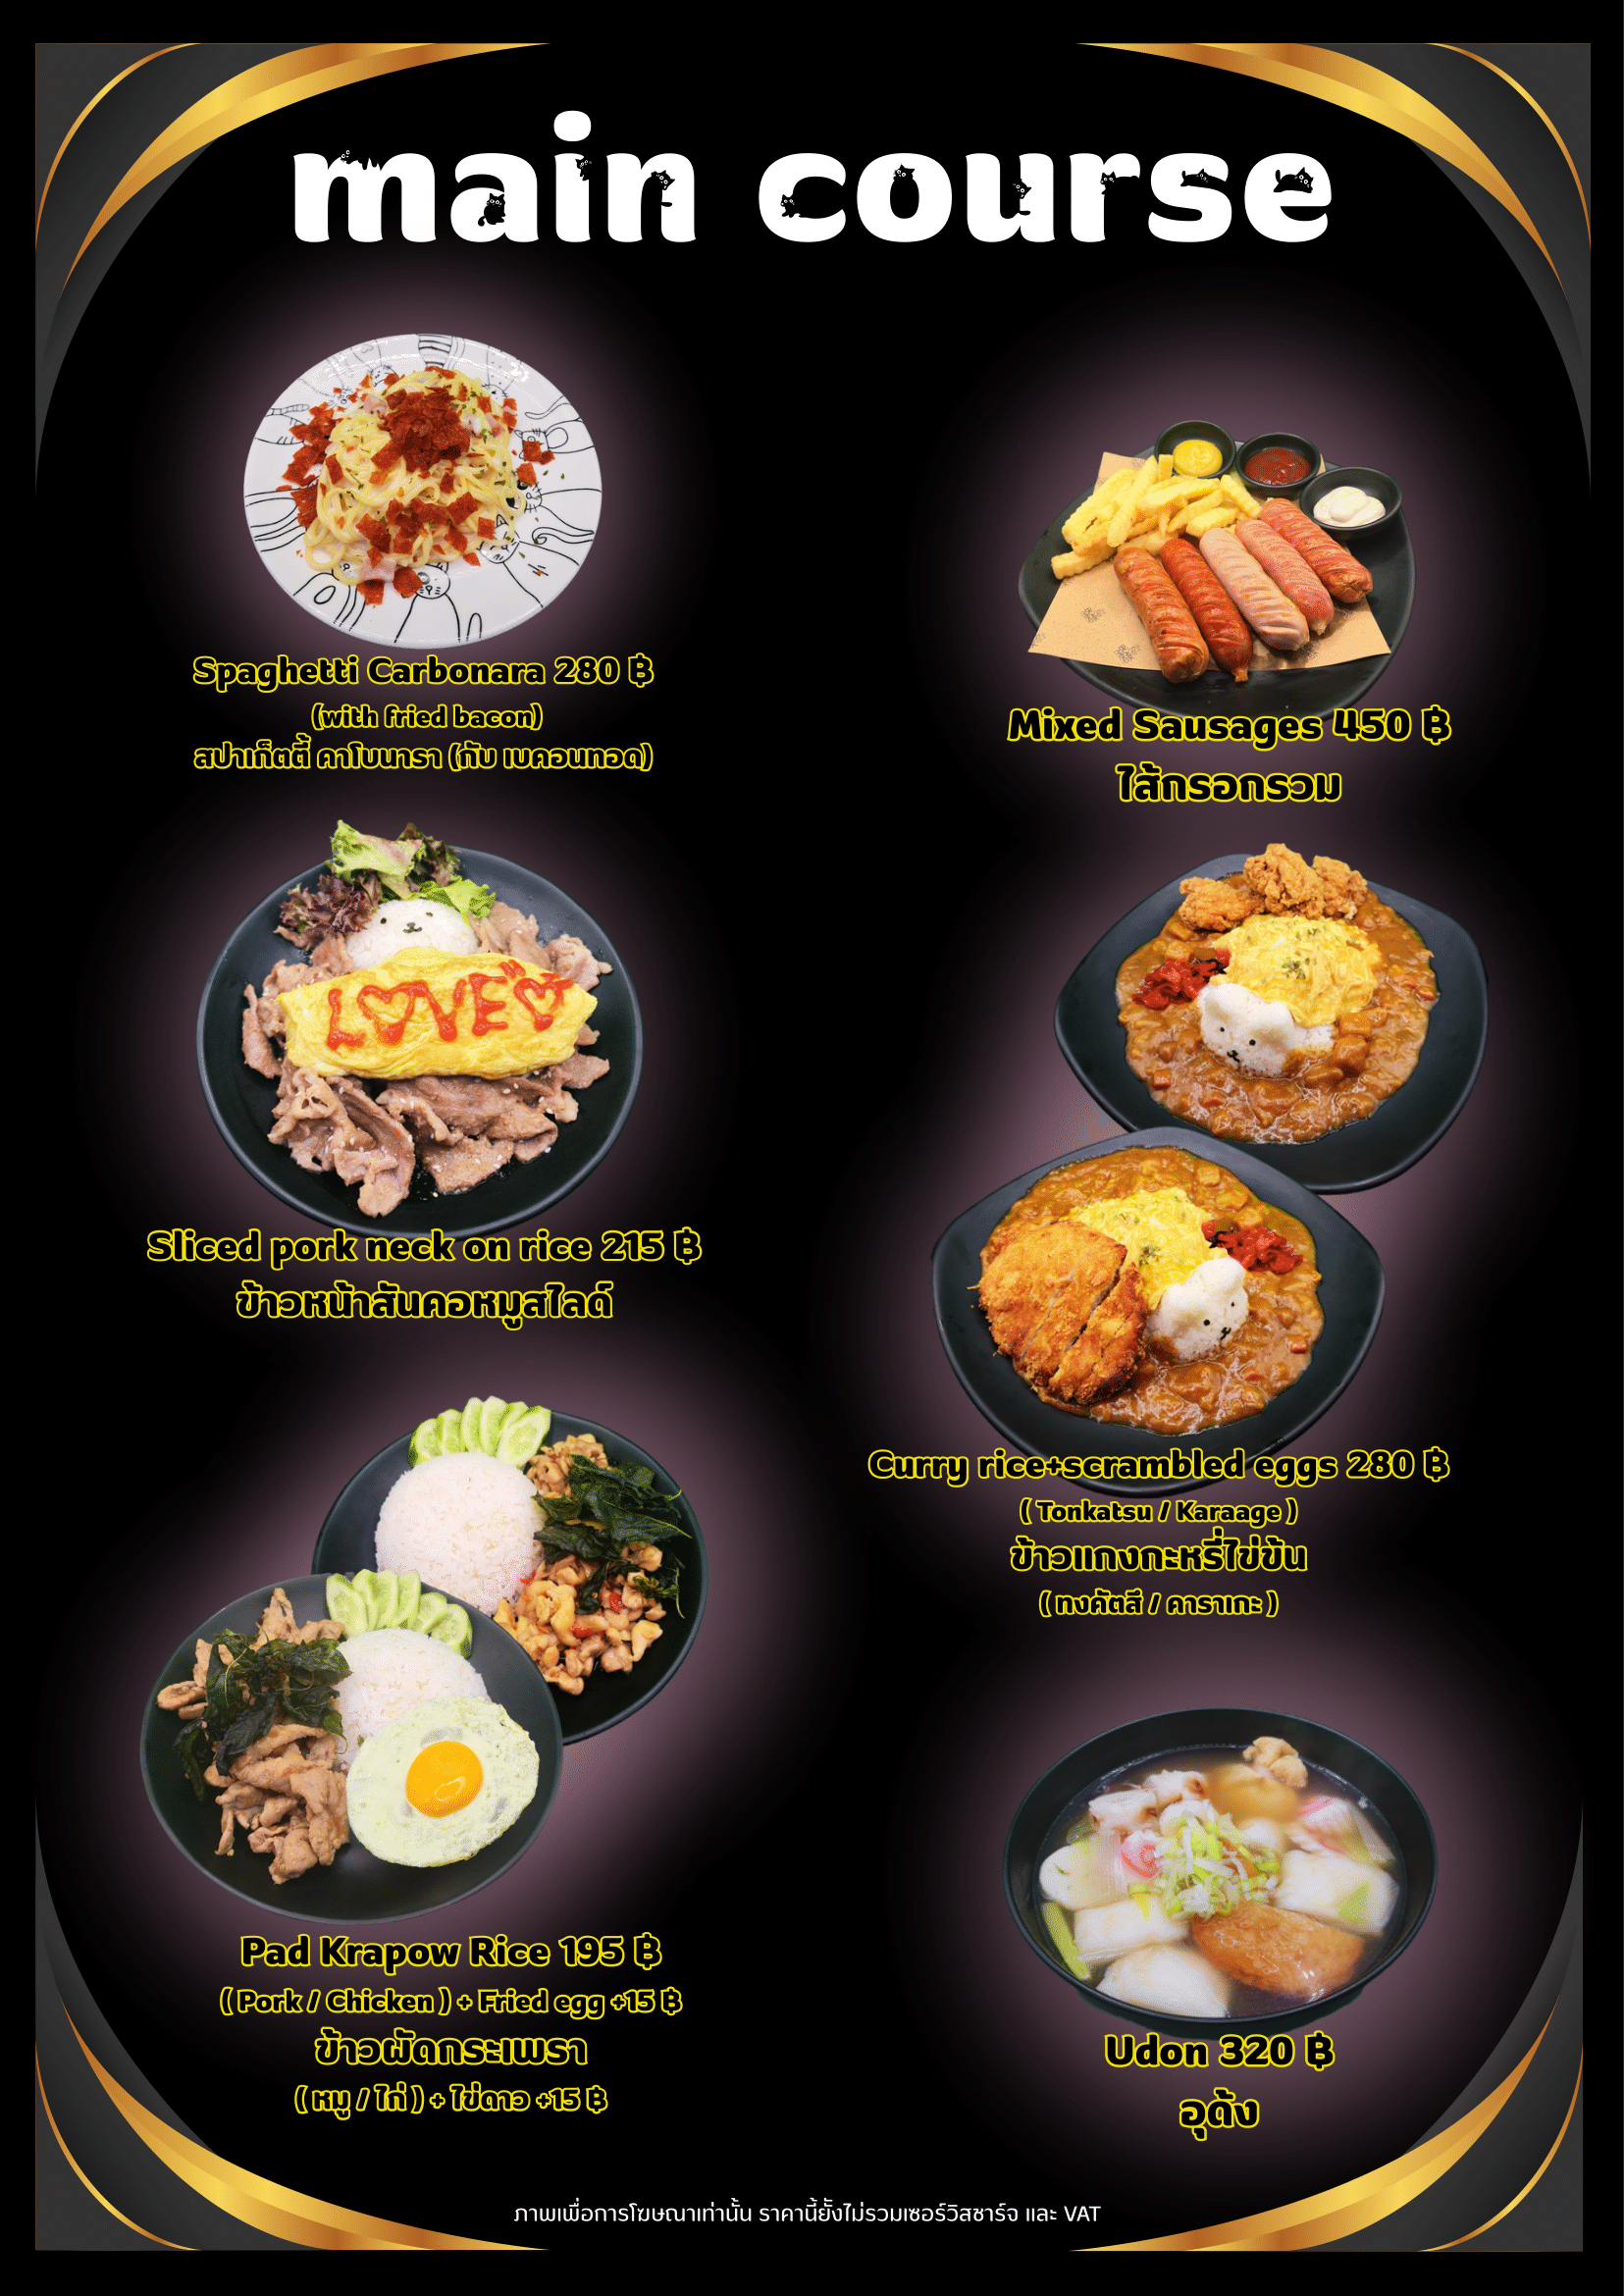 main course
Spaghetti Carbonara 280 ฿
(with fried bacon)
สปาเก็ตตี้ คาโบนารา (กับ เบคอนทอด)
Mixed Sausages 450 ฿
ไส้กรอกรวม
LOVE
Sliced pork neck on rice 215 ฿
ข้าวหน้าสันคอหมูสไลด์
Curry rice+scrambled eggs 280 ฿
( Tonkatsu / Karaage )
ข้าวแกงกะหรี่ไข่ข้น
( ทงคัตสึ / คาราเกะ )
Pad Krapow Rice 195 ฿
( Pork / Chicken ) + Fried egg +15 ฿
ข้าวผัดกระเพรา
( หมู / ไก่ ) + ไข่ดาว +15 ฿
Udon 320 ฿
อุด้ง
ภาพเพื่อการโฆษณาเท่านั้น ราคานี้ยังไม่รวมเซอร์วิสชาร์จ และ VAT